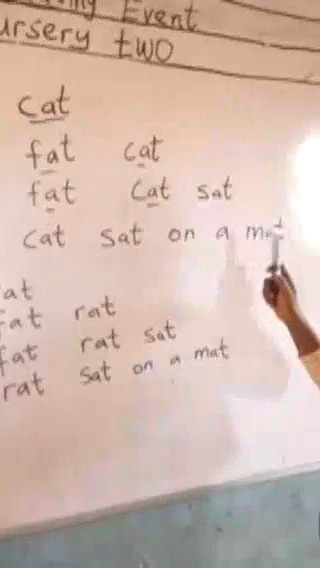 Event
ursery two
cat
fat cat
fat cat sat
cat sat on a mat
at
fat rat
fat rat sat
rat sat on a mat